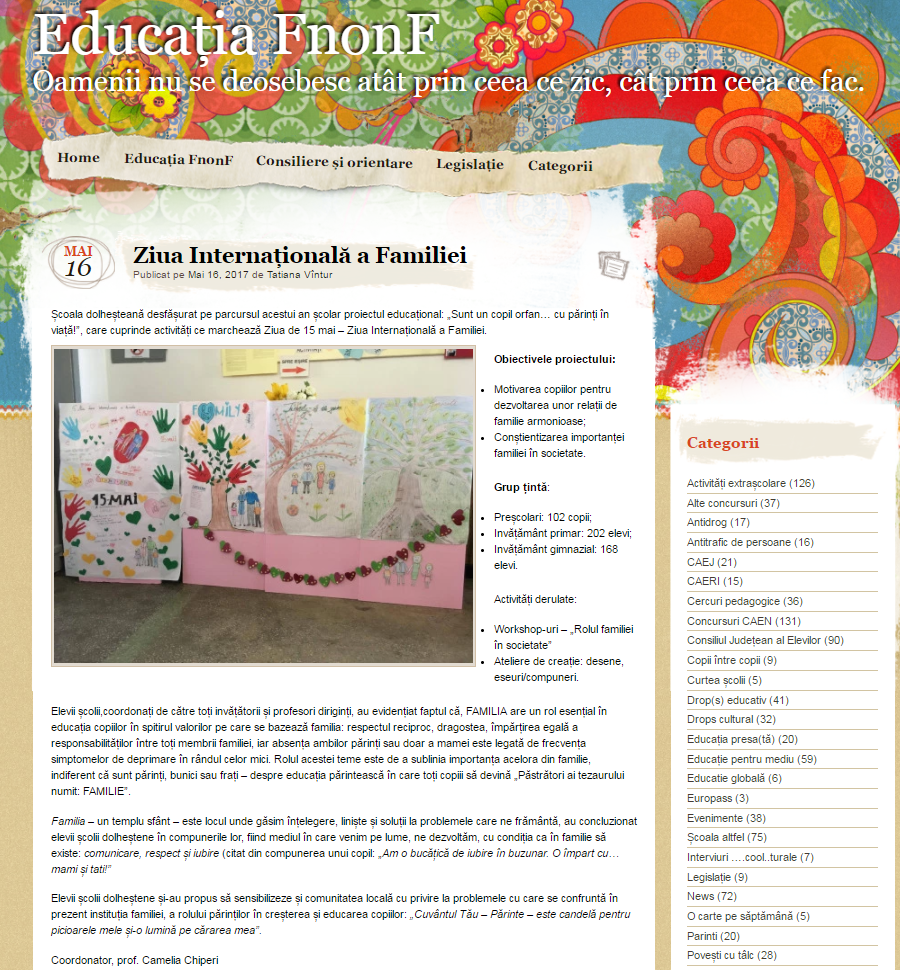 Educația FnonF
Oamenii nu se deosebesc atât prin ceea ce zic, cât prin ceea ce fac.
Home
Educația FnonF
Consiliere și orientare
Legislație
Categorii
MAI
16
Ziua Internațională a Familiei
Publicat pe Mai 16, 2017 de Tatiana Vîntur
Școala dolheșteană desfășurat pe parcursul acestui an școlar proiectul educațional: „Sunt un copil orfan… cu părinți în
viață!”, care cuprinde activități ce marchează Ziua de 15 mai – Ziua Internațională a Familiei.
FAMILY
15 MAI
Obiectivele proiectului:
Motivarea copiilor pentru
dezvoltarea unor relații de
familie armonioase;
Conștientizarea importanței
familiei în societate.
Grup țintă:
Preșcolari: 102 copii;
Invățământ primar: 202 elevi;
Invățământ gimnazial: 168
elevi.
Activități derulate:
Workshop-uri – „Rolul familiei
în societate”
Ateliere de creație: desene,
eseuri/compuneri.
Elevii școlii,coordonați de către toți învățătorii și profesori diriginți, au evidențiat faptul că, FAMILIA are un rol esențial în
educația copiilor în spitirul valorilor pe care se bazează familia: respectul reciproc, dragostea, împărțirea egală a
responsabilităților între toți membrii familiei, iar absența ambilor părinți sau doar a mamei este legată de frecvența
simptomelor de deprimare în rândul celor mici. Rolul acestei teme este de a sublinia importanța acelora din familie,
indiferent că sunt părinți, bunici sau frați – despre educația părintească în care toți copiii să devină „Păstrători ai tezaurului
numit: FAMILIE”.
Familia – un templu sfânt – este locul unde găsim înțelegere, liniște și soluții la problemele care ne frământă, au concluzionat
elevii școlii dolheștene în compunerile lor, fiind mediul în care venim pe lume, ne dezvoltăm, cu condiția ca în familie să
existe: comunicare, respect și iubire (citat din compunerea unui copil: „Am o bucățică de iubire în buzunar. O împart cu…
mami și tati!”
Elevii școlii dolheștene și-au propus să sensibilizeze și comunitatea locală cu privire la problemele cu care se confruntă în
prezent instituția familiei, a rolului părinților în creșterea și educarea copiilor: „Cuvântul Tău – Părinte – este candelă pentru
picioarele mele și-o lumină pe cărarea mea”.
Coordonator, prof. Camelia Chiperi
Categorii
Activități extrașcolare (126)
Alte concursuri (37)
Antidrog (17)
Antitrafic de persoane (16)
CAEJ (21)
CAERI (15)
Cercuri pedagogice (36)
Concursuri CAEN (131)
Consiliul Județean al Elevilor (90)
Copii între copii (9)
Curtea școlii (5)
Drop(s) educativ (41)
Drops cultural (32)
Educația presa(tă) (20)
Educație pentru mediu (59)
Educatie globală (6)
Europass (3)
Evenimente (38)
Școala altfel (75)
Interviuri ….cool..turale (7)
Legislație (9)
News (72)
O carte pe săptămână (5)
Parinti (20)
Povești cu tâlc (28)